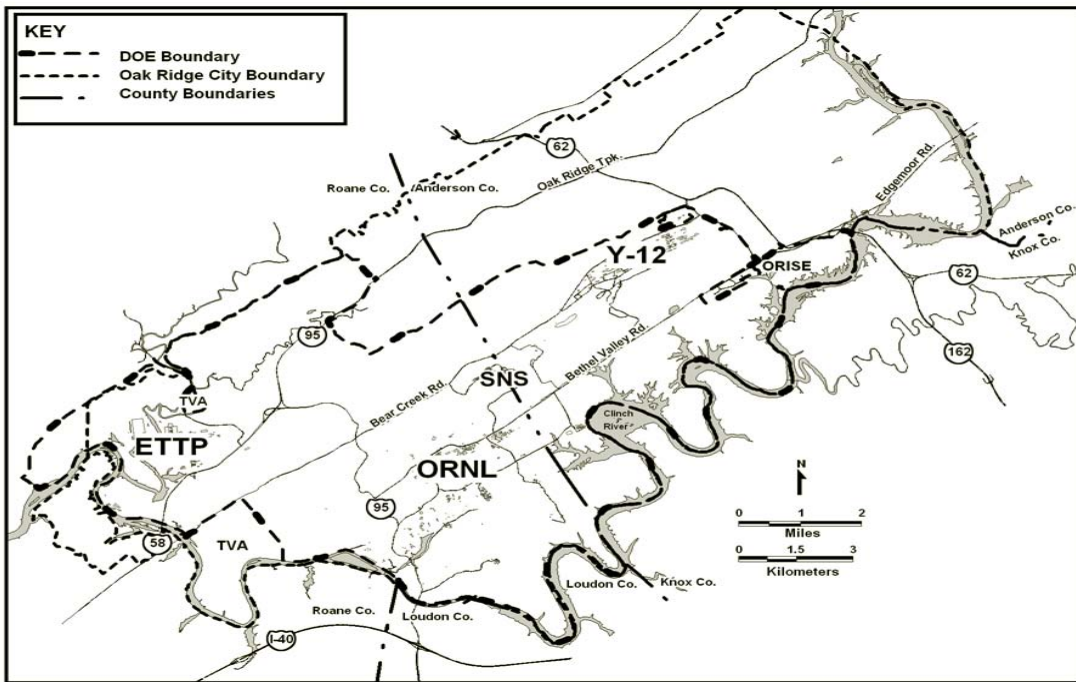 KEY
DOE Boundary
Oak Ridge City Boundary
County Boundaries
62
Oak Ridge Tpk.
Edgemoor Rd.
Roane Co.
Anderson Co.
Anderson Co.
Knox Co.
Y-12
ORISE
62
95
162
Bethel Valley Rd.
SNS
Bear Creek Rd.
TVA
Clinch
River
ETTP
ORNL
N
95
0 1 2
Miles
58
TVA
0 1.5 3
Kilometers
Loudon Co.
Knox Co.
Roane Co.
Loudon Co.
I-40